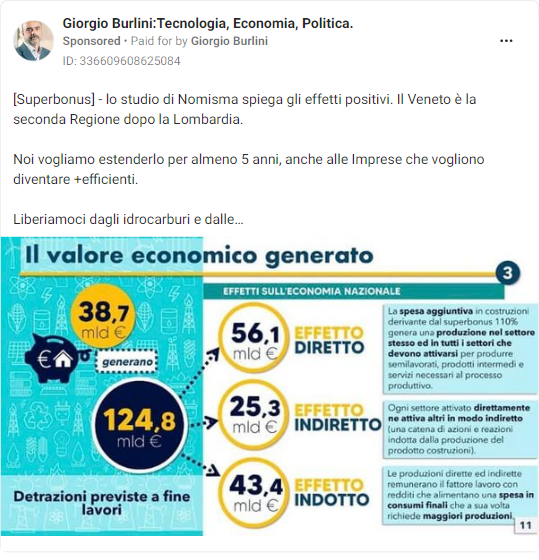 Giorgio Burlini:Tecnologia, Economia, Politica.
Sponsored • Paid for by Giorgio Burlini
ID: 336609608625084
[Superbonus] - lo studio di Nomisma spiega gli effetti positivi. Il Veneto è la
seconda Regione dopo la Lombardia.
Noi vogliamo estenderlo per almeno 5 anni, anche alle Imprese che vogliono
diventare +efficienti.
Liberiamoci dagli idrocarburi e dalle…
Il valore economico generato
3
EFFETTI SULL'ECONOMIA NAZIONALE
38,7
mld €
€
generano
124,8
mld €
Detrazioni previste a fine
lavori
56,1
mld €
EFFETTO
DIRETTO
La spesa aggiuntiva in costruzioni
derivante dal superbonus 110%
genera una produzione nel settore
stesso ed in tutti i settori che
devono attivarsi per produrre
semilavorati, prodotti intermedi e
servizi necessari al processo
produttivo.
25,3
mld €
EFFETTO
INDIRETTO
Ogni settore attivato direttamente
ne attiva altri in modo indiretto
(una catena di azioni e reazioni
indotta dalla produzione del
prodotto costruzioni).
43,4
mld €
EFFETTO
INDOTTO
Le produzioni dirette ed indirette
remunerano il fattore lavoro con
redditi che alimentano una spesa in
consumi finali che a sua volta
richiede maggiori produzioni.
11